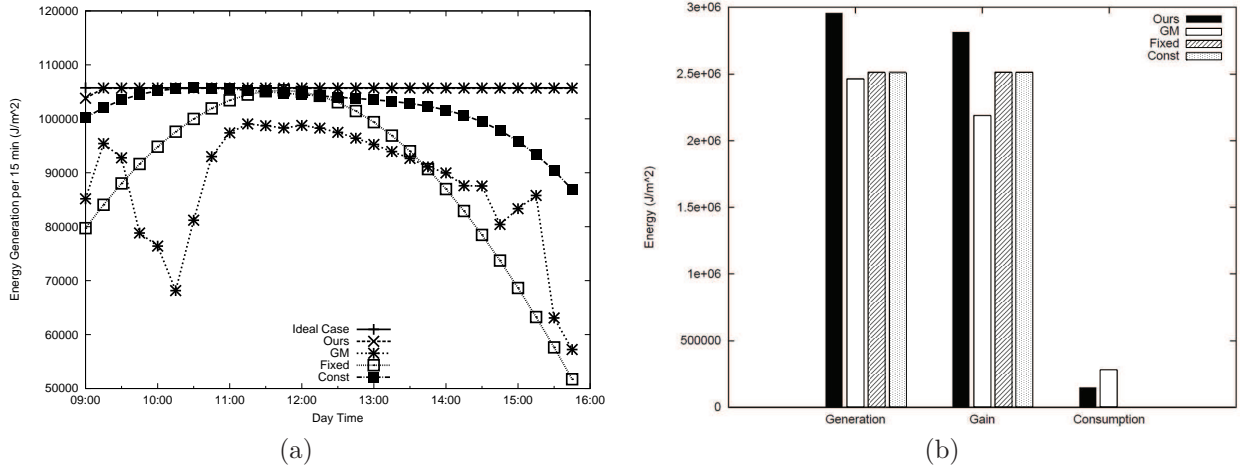 120000
110000
100000
90000
80000
70000
60000
50000
Energy Generation per 15 min (J/m^2)
Ideal Case
Ours
GM
Fixed
Const
09:00 10:00 11:00 12:00 13:00 14:00 15:00 16:00
Day Time
(a)
3e+06
2.5e+06
2e+06
1.5e+06
1e+06
500000
0
Energy (J/m^2)
Ours
GM
Fixed
Const
Generation Gain Consumption
(b)